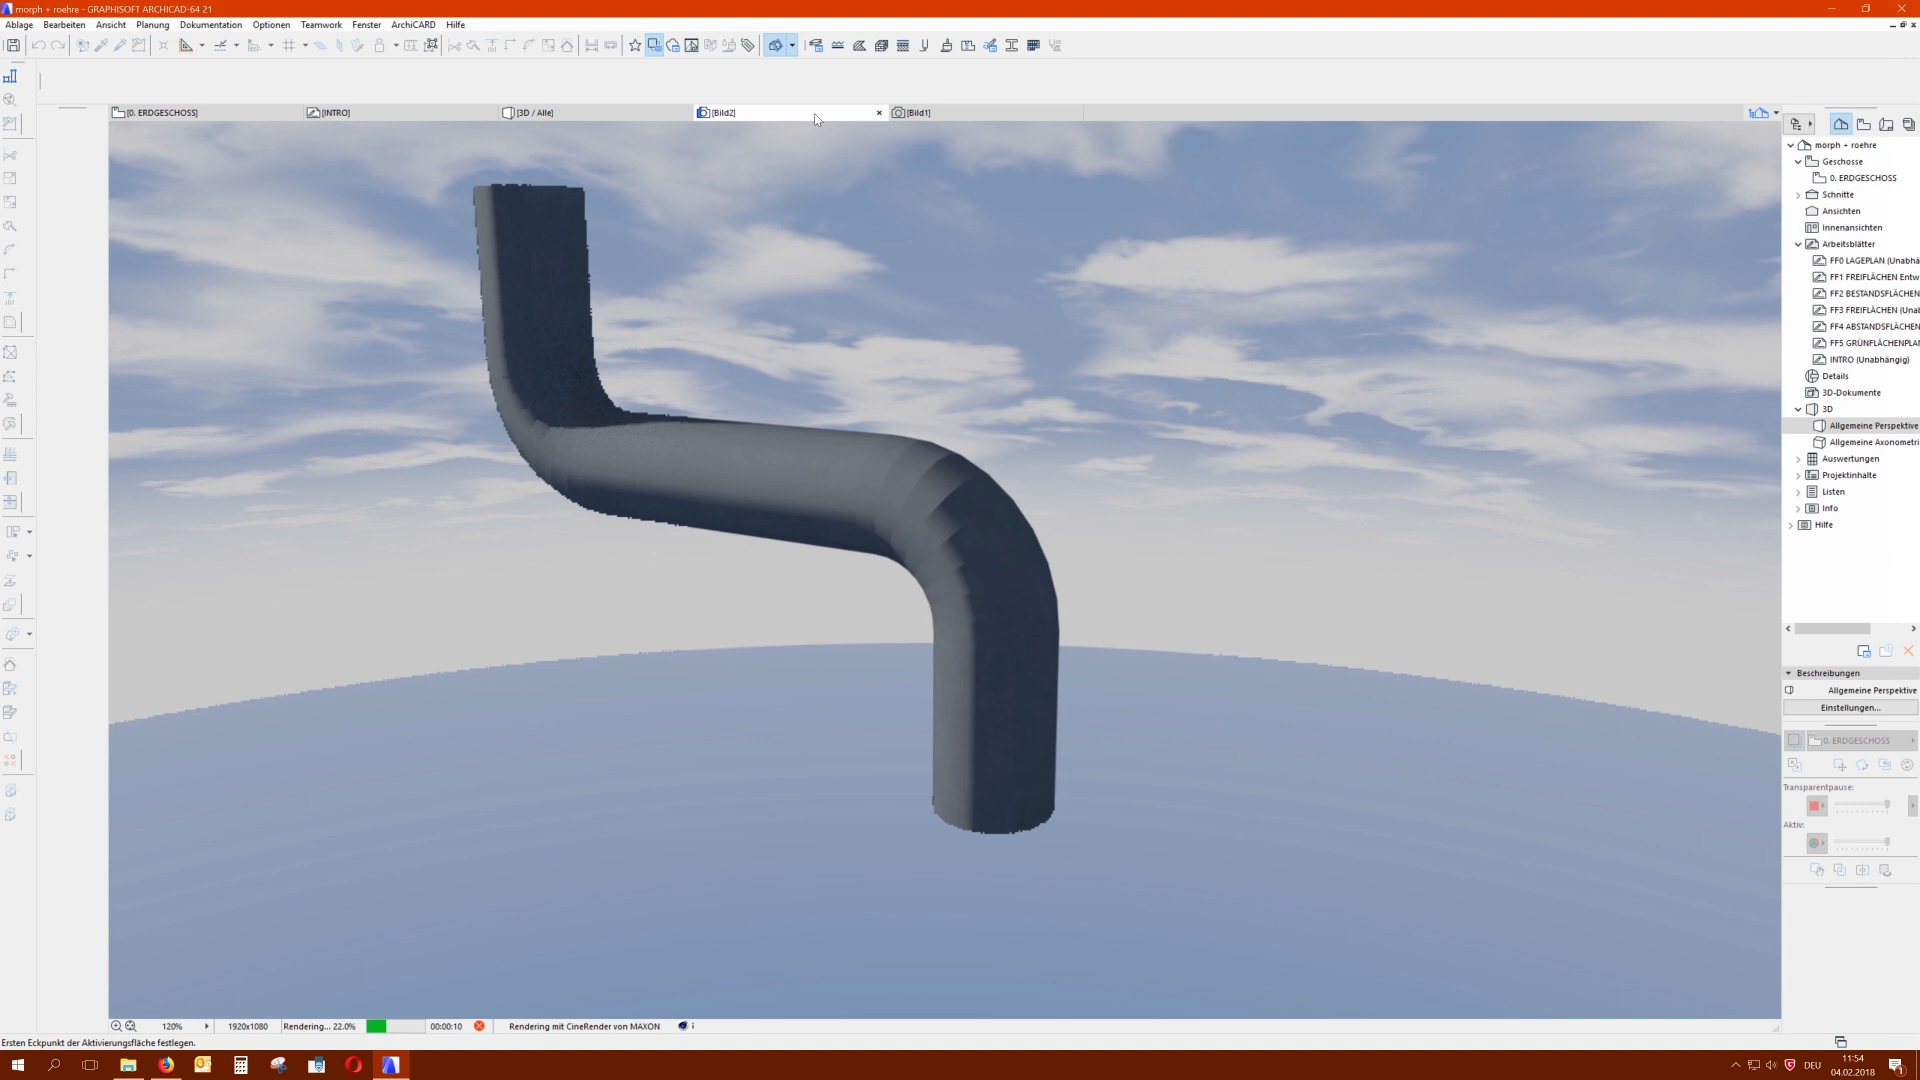 morph + roehre - GRAPHISOFT ARCHICAD-64 21
Ablage Bearbeiten Ansicht Planung Dokumentation Optionen Teamwork Fenster ArchiCARD Hilfe
[0. ERDGESCHOSS] [INTRO] [3D / Alle] [Bild2] [Bild1]
morph + roehre
Geschosse
0. ERDGESCHOSS
Schnitte
Ansichten
Innenansichten
Arbeitsblätter
FF0 LAGEPLAN (Unabhä
FF1 FREIFLÄCHEN Entw
FF2 BESTANDSFLÄCHEN
FF3 FREIFLÄCHEN (Unab
FF4 ABSTANDSFLÄCHEN
FF5 GRÜNFLÄCHENPLAN
INTRO (Unabhängig)
Details
3D-Dokumente
3D
Allgemeine Perspektive
Allgemeine Axonometri
Auswertungen
Projektinhalte
Listen
Info
Hilfe
Beschreibungen
Allgemeine Perspektive
Einstellungen...
0. ERDGESCHOSS
Transparentpause:
Aktiv:
120% 1920x1080 Rendering... 22.0% 00:00:10 Rendering mit CineRender von MAXON i
Ersten Eckpunkt der Aktivierungsfläche festlegen.
DEU
11:54
04.02.2018